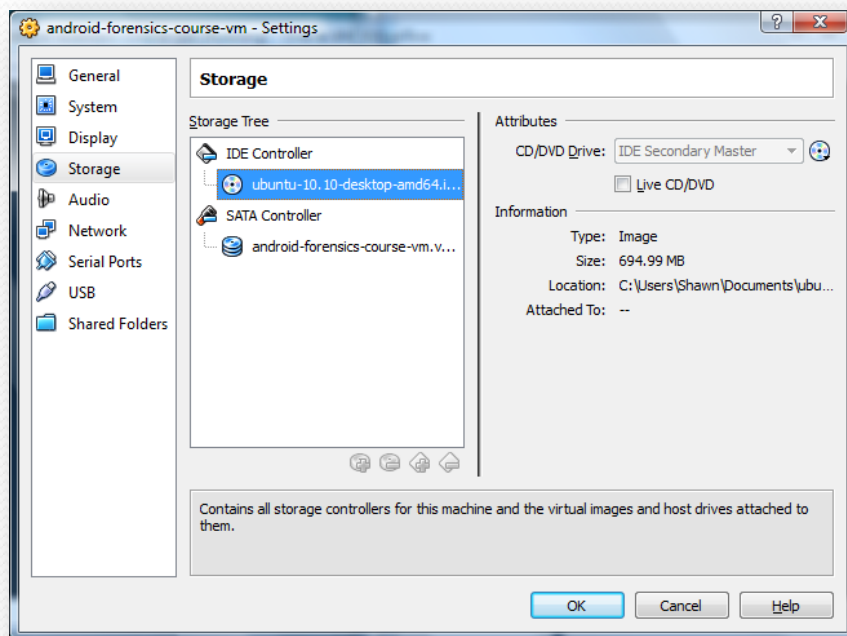 android-forensics-course-vm - Settings
General
System
Display
Storage
Audio
Network
Serial Ports
USB
Shared Folders
Storage
Storage Tree
IDE Controller
ubuntu-10.10-desktop-amd64.i...
SATA Controller
android-forensics-course-vm.v...
Attributes
CD/DVD Drive: IDE Secondary Master
Live CD/DVD
Information
Type: Image
Size: 694.99 MB
Location: C:\Users\Shawn\Documents\ubu...
Attached To: --
Contains all storage controllers for this machine and the virtual images and host drives attached to
them.
OK Cancel Help